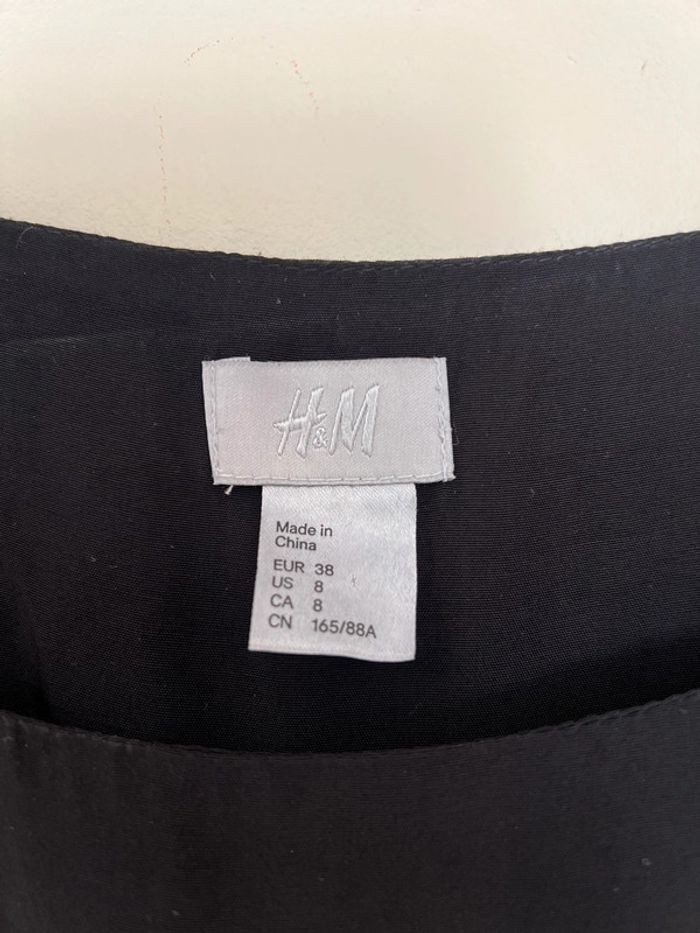 H&M
Made in
China
EUR 38
US 8
CA 8
CN 165/88A